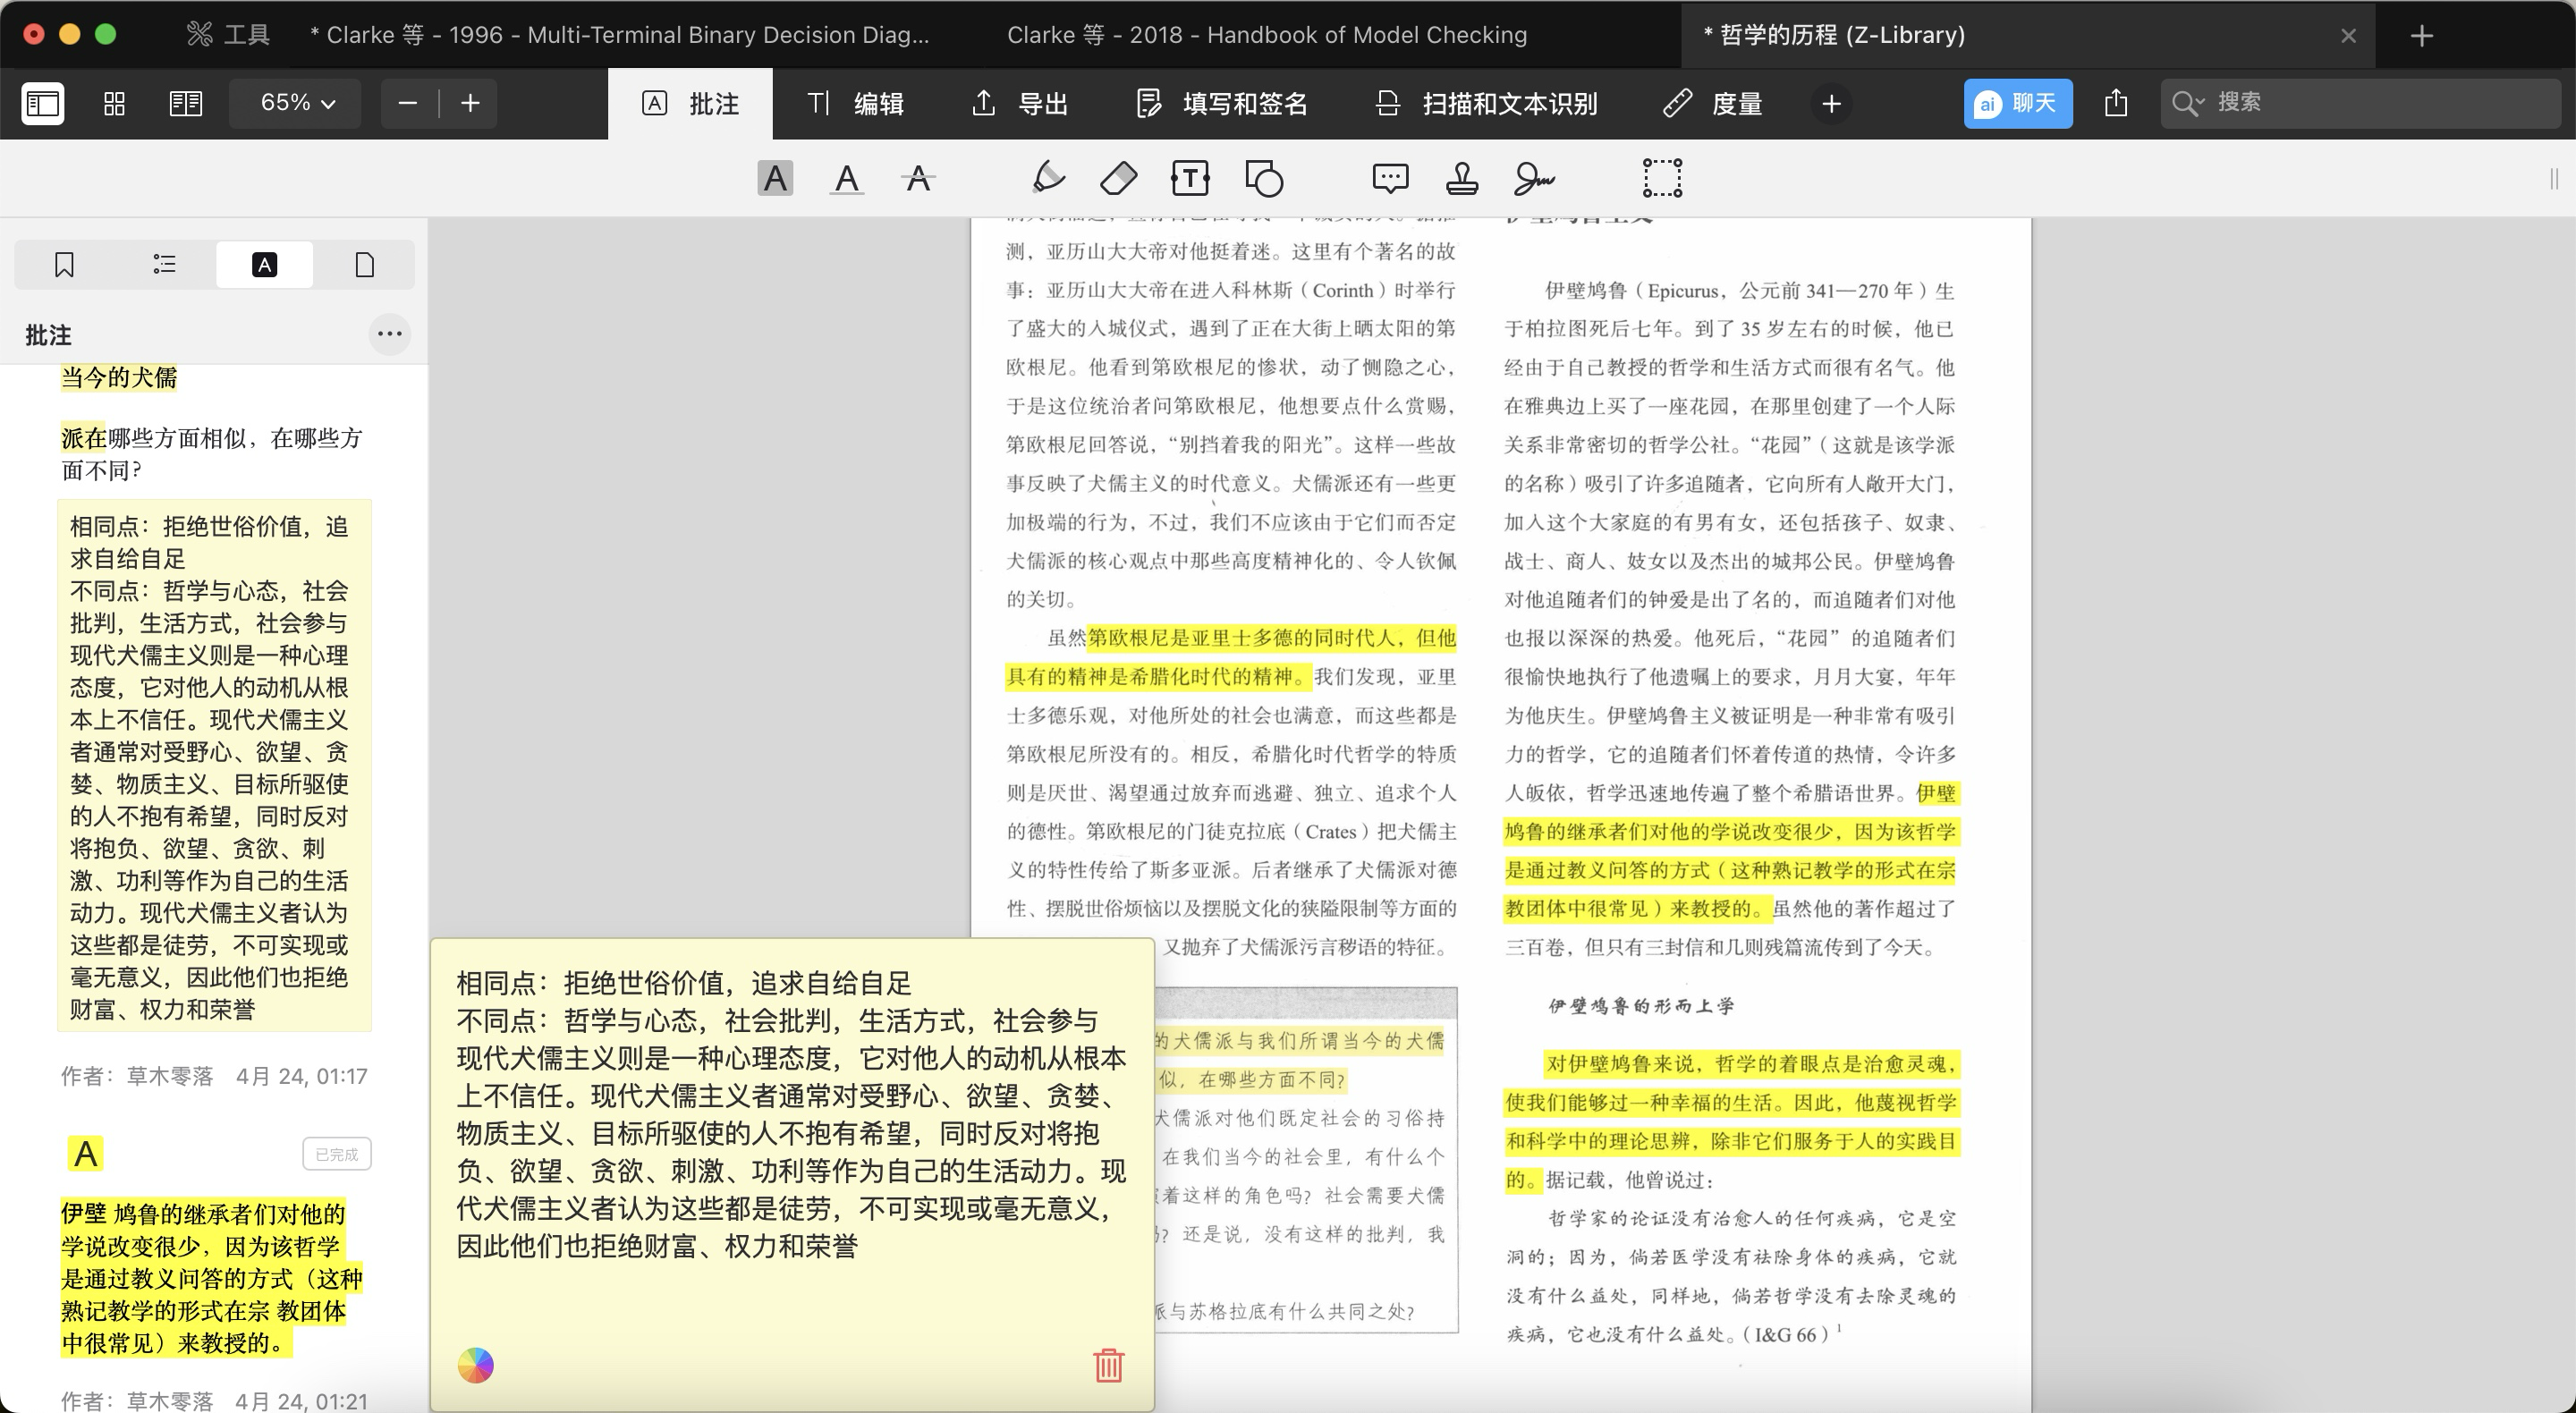 工具
* Clarke 等 - 1996 - Multi-Terminal Binary Decision Diag...
Clarke 等 - 2018 - Handbook of Model Checking
* 哲学的历程 (Z-Library)
65%
批注
编辑
导出
填写和签名
扫描和文本识别
度量
ai 聊天
搜索
批注
当今的犬儒
派在哪些方面相似，在哪些方
面不同？
相同点：拒绝世俗价值，追
求自给自足
不同点：哲学与心态，社会
批判，生活方式，社会参与
现代犬儒主义则是一种心理
态度，它对他人的动机从根
本上不信任。现代犬儒主义
者通常对受野心、欲望、贪
婪、物质主义、目标所驱使
的人不抱有希望，同时反对
将抱负、欲望、贪欲、刺
激、功利等作为自己的生活
动力。现代犬儒主义者认为
这些都是徒劳，不可实现或
毫无意义，因此他们也拒绝
财富、权力和荣誉
作者：草木零落 4月 24, 01:17
A
已完成
伊壁 鸠鲁的继承者们对他的
学说改变很少，因为该哲学
是通过教义问答的方式（这种
熟记教学的形式在宗 教团体
中很常见）来教授的。
作者：草木零落 4月 24, 01:21
测，亚历山大大帝对他挺着迷。这里有个著名的故
事：亚历山大大帝在进入科林斯（Corinth）时举行
了盛大的入城仪式，遇到了正在大街上晒太阳的第
欧根尼。他看到第欧根尼的惨状，动了恻隐之心，
于是这位统治者问第欧根尼，他想要点什么赏赐，
第欧根尼回答说，“别挡着我的阳光”。这样一些故
事反映了犬儒主义的时代意义。犬儒派还有一些更
加极端的行为，不过，我们不应该由于它们而否定
犬儒派的核心观点中那些高度精神化的、令人钦佩
的关切。
虽然第欧根尼是亚里士多德的同时代人，但他
具有的精神是希腊化时代的精神。我们发现，亚里
士多德乐观，对他所处的社会也满意，而这些都是
第欧根尼所没有的。相反，希腊化时代哲学的特质
则是厌世、渴望通过放弃而逃避、独立、追求个人
的德性。第欧根尼的门徒克拉底（Crates）把犬儒主
义的特性传给了斯多亚派。后者继承了犬儒派对德
性、摆脱世俗烦恼以及摆脱文化的狭隘限制等方面的
又抛弃了犬儒派污言秽语的特征。
的犬儒派与我们所谓当今的犬儒
似，在哪些方面不同？
犬儒派对他们既定社会的习俗持
在我们当今的社会里，有什么个
着这样的角色吗？社会需要犬儒
？还是说，没有这样的批判，我
派与苏格拉底有什么共同之处？
相同点：拒绝世俗价值，追求自给自足
不同点：哲学与心态，社会批判，生活方式，社会参与
现代犬儒主义则是一种心理态度，它对他人的动机从根本
上不信任。现代犬儒主义者通常对受野心、欲望、贪婪、
物质主义、目标所驱使的人不抱有希望，同时反对将抱
负、欲望、贪欲、刺激、功利等作为自己的生活动力。现
代犬儒主义者认为这些都是徒劳，不可实现或毫无意义，
因此他们也拒绝财富、权力和荣誉
伊壁鸠鲁主义
伊壁鸠鲁（Epicurus，公元前 341—270 年）生
于柏拉图死后七年。到了 35 岁左右的时候，他已
经由于自己教授的哲学和生活方式而很有名气。他
在雅典边上买了一座花园，在那里创建了一个人际
关系非常密切的哲学公社。“花园”（这就是该学派
的名称）吸引了许多追随者，它向所有人敞开大门，
加入这个大家庭的有男有女，还包括孩子、奴隶、
战士、商人、妓女以及杰出的城邦公民。伊壁鸠鲁
对他追随者们的钟爱是出了名的，而追随者们对他
也报以深深的热爱。他死后，“花园”的追随者们
很愉快地执行了他遗嘱上的要求，月月大宴，年年
为他庆生。伊壁鸠鲁主义被证明是一种非常有吸引
力的哲学，它的追随者们怀着传道的热情，令许多
人皈依，哲学迅速地传遍了整个希腊语世界。伊壁
鸠鲁的继承者们对他的学说改变很少，因为该哲学
是通过教义问答的方式（这种熟记教学的形式在宗
教团体中很常见）来教授的。虽然他的著作超过了
三百卷，但只有三封信和几则残篇流传到了今天。
伊壁鸠鲁的形而上学
对伊壁鸠鲁来说，哲学的着眼点是治愈灵魂，
使我们能够过一种幸福的生活。因此，他蔑视哲学
和科学中的理论思辨，除非它们服务于人的实践目
的。据记载，他曾说过：
哲学家的论证没有治愈人的任何疾病，它是空
洞的；因为，倘若医学没有祛除身体的疾病，它就
没有什么益处，同样地，倘若哲学没有去除灵魂的
疾病，它也没有什么益处。（I&G 66）1